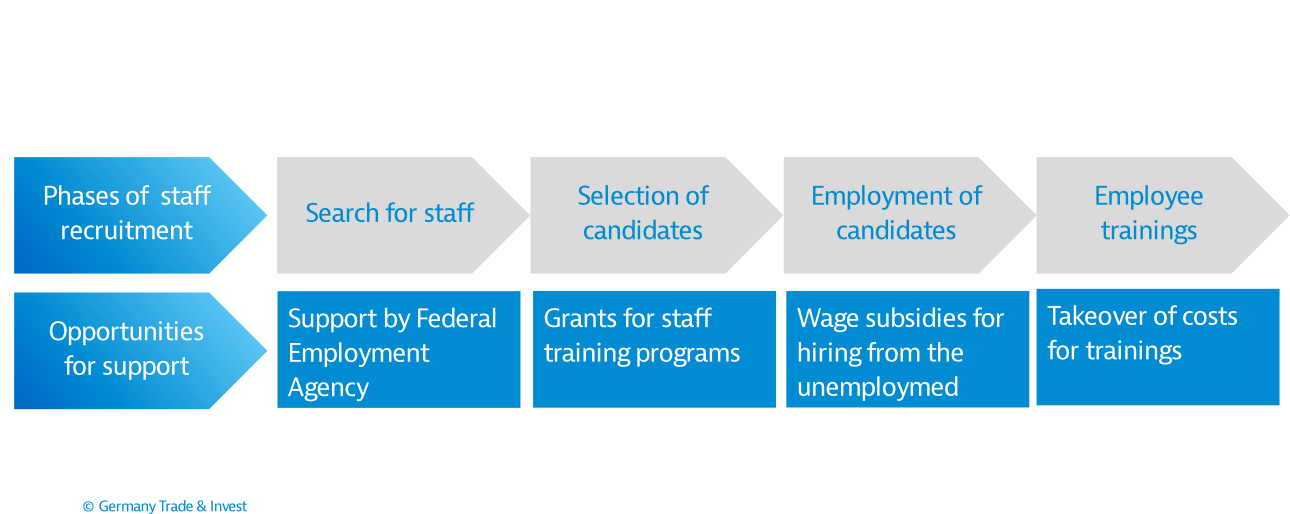 Phases of staff
recruitment
Search for staff
Selection of
candidates
Employment of
candidates
Employee
trainings
Opportunities
for support
Support by Federal
Employment
Agency
Grants for staff
training programs
Wage subsidies for
hiring from the
unemploymed
Takeover of costs
for trainings
© Germany Trade & Invest